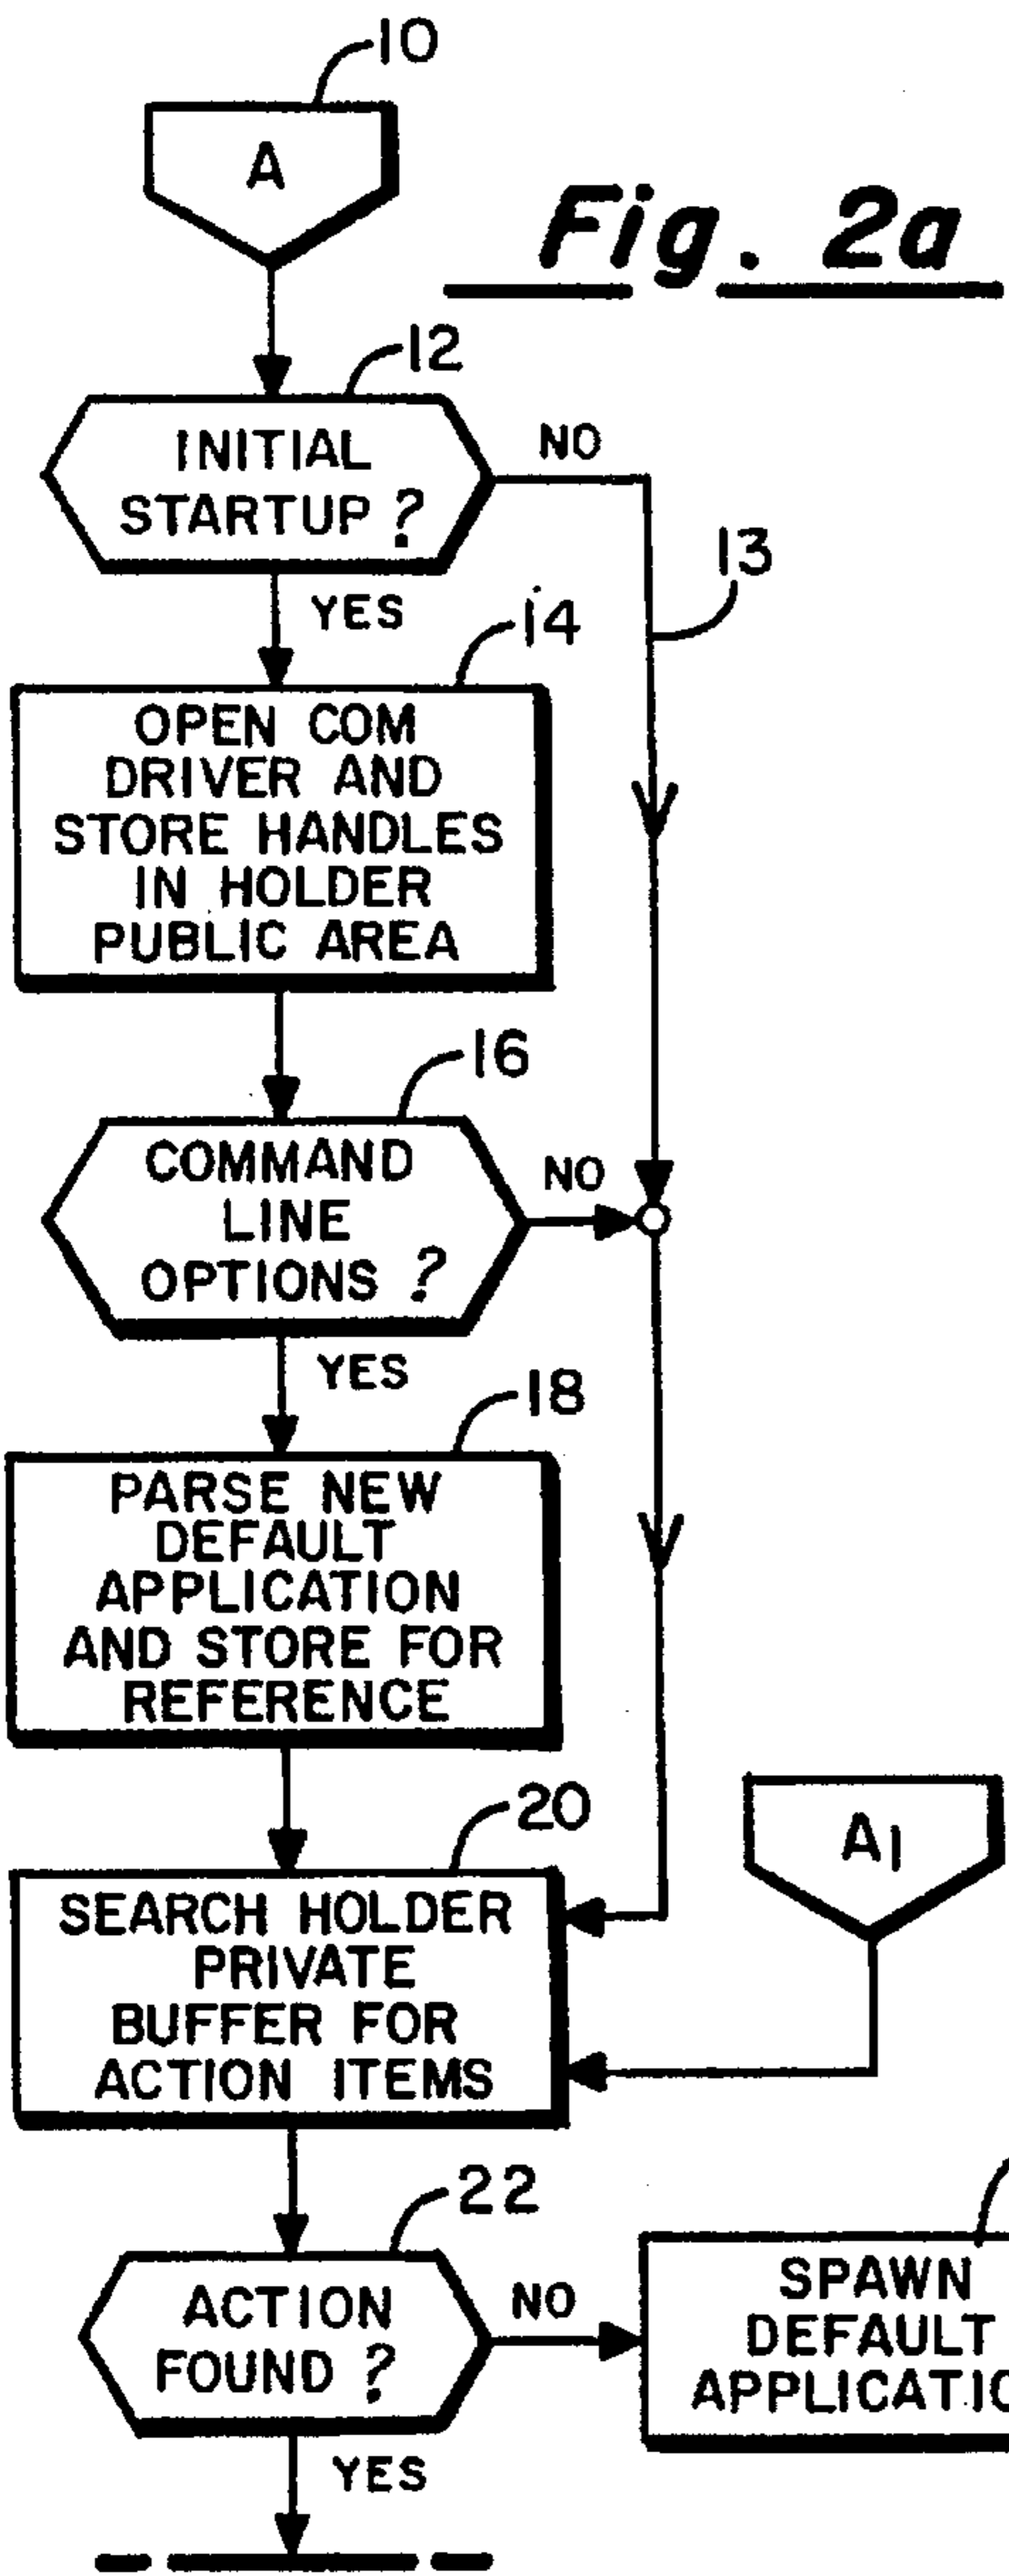 10
A
Fig. 2a
12
INITIAL
STARTUP ?
NO
13
YES
14
OPEN COM
DRIVER AND
STORE HANDLES
IN HOLDER
PUBLIC AREA
16
COMMAND
LINE
OPTIONS ?
NO
YES
18
PARSE NEW
DEFAULT
APPLICATION
AND STORE FOR
REFERENCE
20
A1
SEARCH HOLDER
PRIVATE
BUFFER FOR
ACTION ITEMS
22
ACTION
FOUND ?
NO
SPAWN
DEFAULT
YES